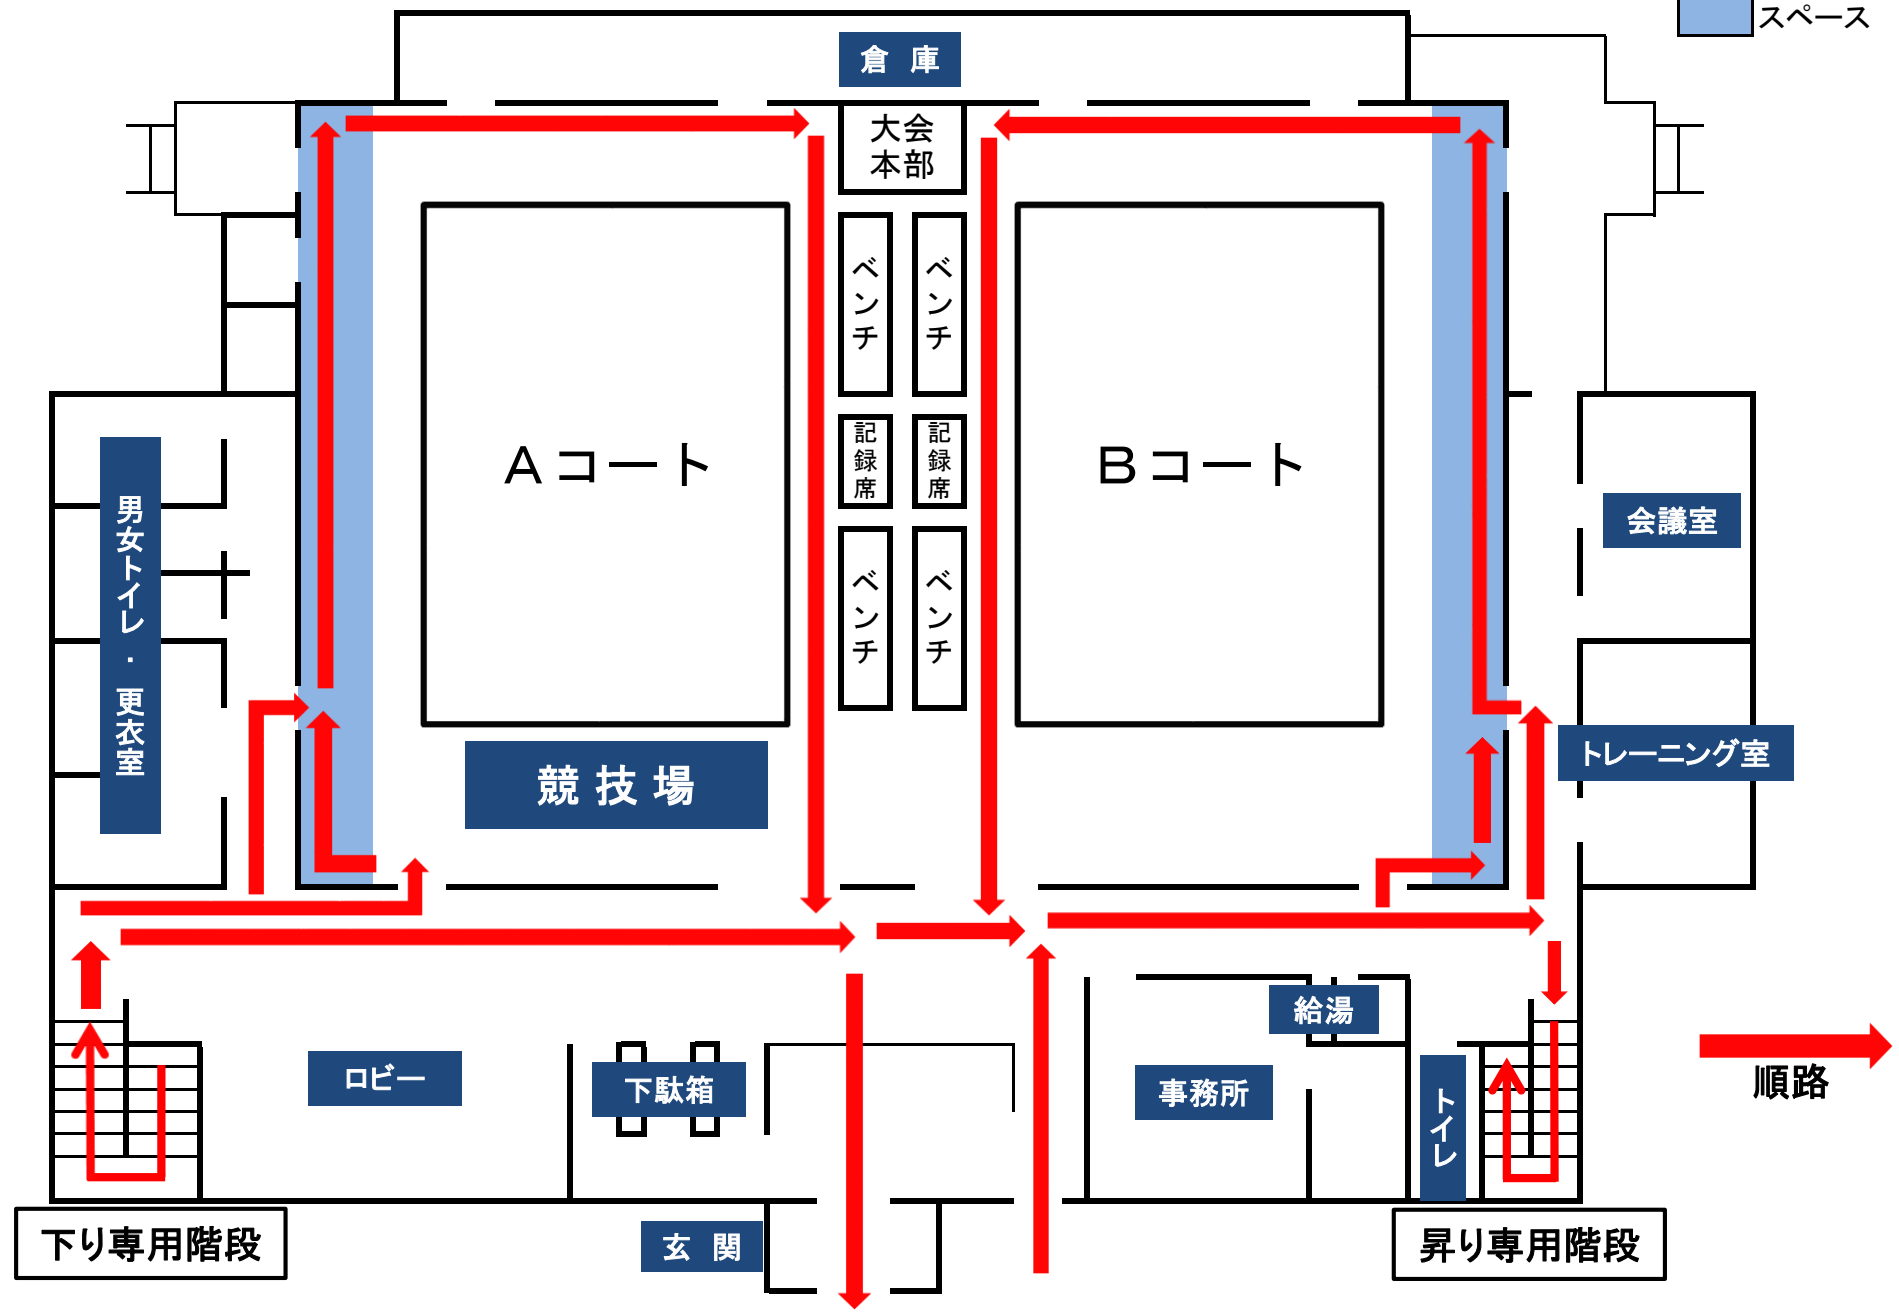 スペース
倉庫
大会
本部
ベンチ
ベンチ
Aコート
記録席
記録席
Bコート
会議室
男女トイレ・更衣室
ベンチ
ベンチ
トレーニング室
競技場
給湯
ロビー
下駄箱
事務所
トイレ
順路
下り専用階段
玄関
昇り専用階段